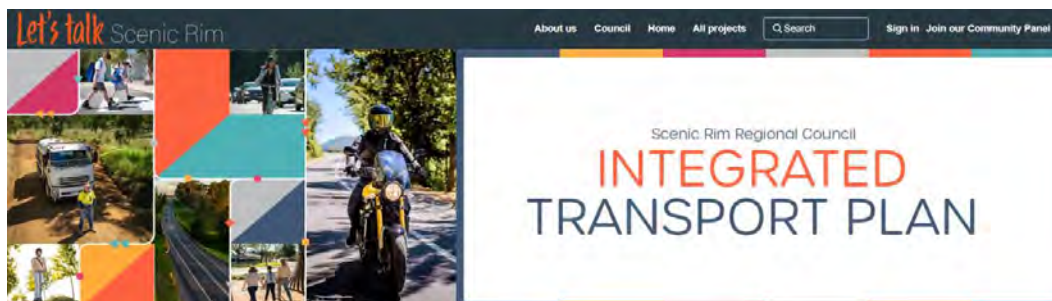 Let's talk Scenic Rim
About us Council Home All projects Search Sign in Join our Community Panel
Scenic Rim Regional Council
INTEGRATED
TRANSPORT PLAN